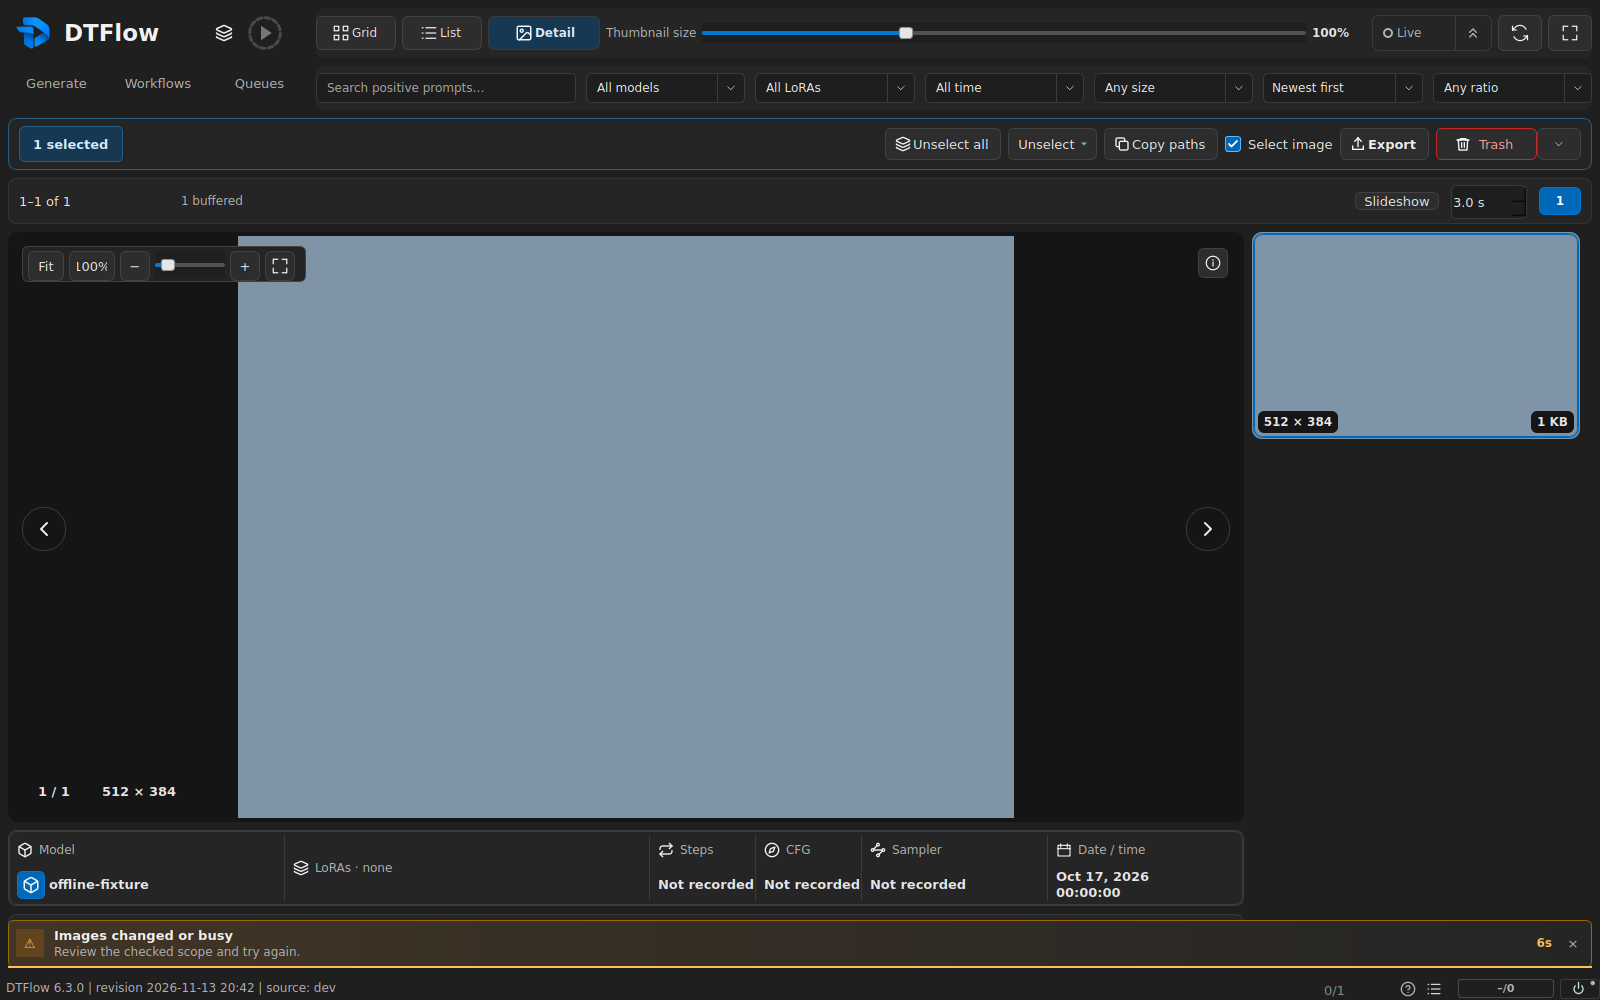 DTFlow
Grid
List
Detail
Thumbnail size
100%
Live
Generate
Workflows
Queues
Search positive prompts...
All models
All LoRAs
All time
Any size
Newest first
Any ratio
1 selected
Unselect all
Unselect
Copy paths
Select image
Export
Trash
1–1 of 1
1 buffered
Slideshow
3.0 s
1
Fit
100%
−
+
512 × 384
1 KB
1 / 1
512 × 384
Model
offline-fixture
LoRAs · none
Steps
Not recorded
CFG
Not recorded
Sampler
Not recorded
Date / time
Oct 17, 2026
00:00:00
Images changed or busy
Review the checked scope and try again.
6s
×
DTFlow 6.3.0 | revision 2026-11-13 20:42 | source: dev
0/1
–/0